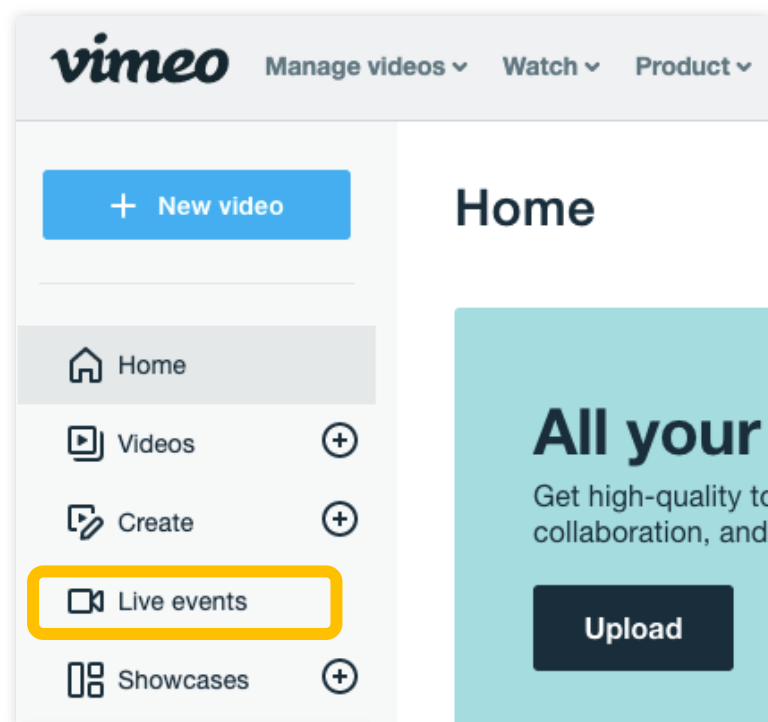 vimeo Manage videos Watch Product
+ New video
Home
Home
Videos
Create
Live events
Showcases
All your
Get high-quality to
collaboration, and
Upload